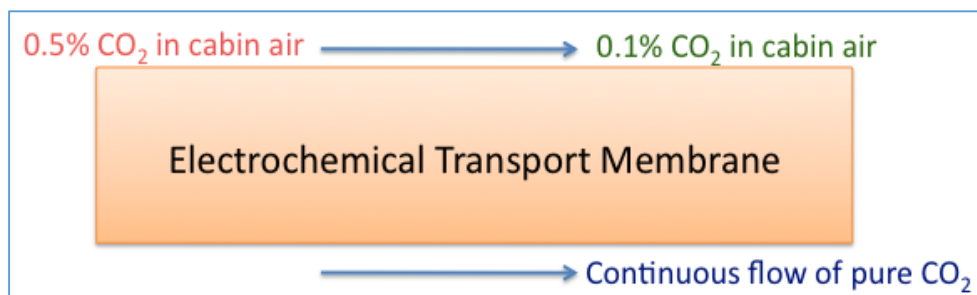 0.5% CO₂ in cabin air 0.1% CO₂ in cabin air
Electrochemical Transport Membrane
Continuous flow of pure CO₂